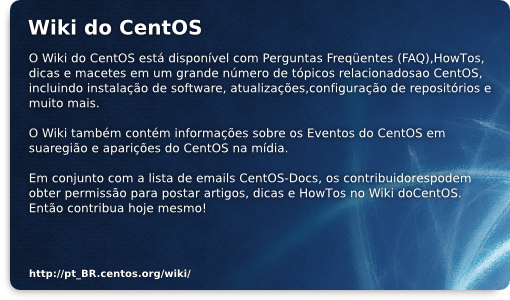 Wiki do CentOS
O Wiki do CentOS está disponível com Perguntas Freqüentes (FAQ),HowTos,
dicas e macetes em um grande número de tópicos relacionadosao CentOS,
incluindo instalação de software, atualizações,configuração de repositórios e
muito mais.
O Wiki também contém informações sobre os Eventos do CentOS em
suaregião e aparições do CentOS na mídia.
Em conjunto com a lista de emails CentOS-Docs, os contribuidorespodem
obter permissão para postar artigos, dicas e HowTos no Wiki doCentOS.
Então contribua hoje mesmo!
http://pt_BR.centos.org/wiki/